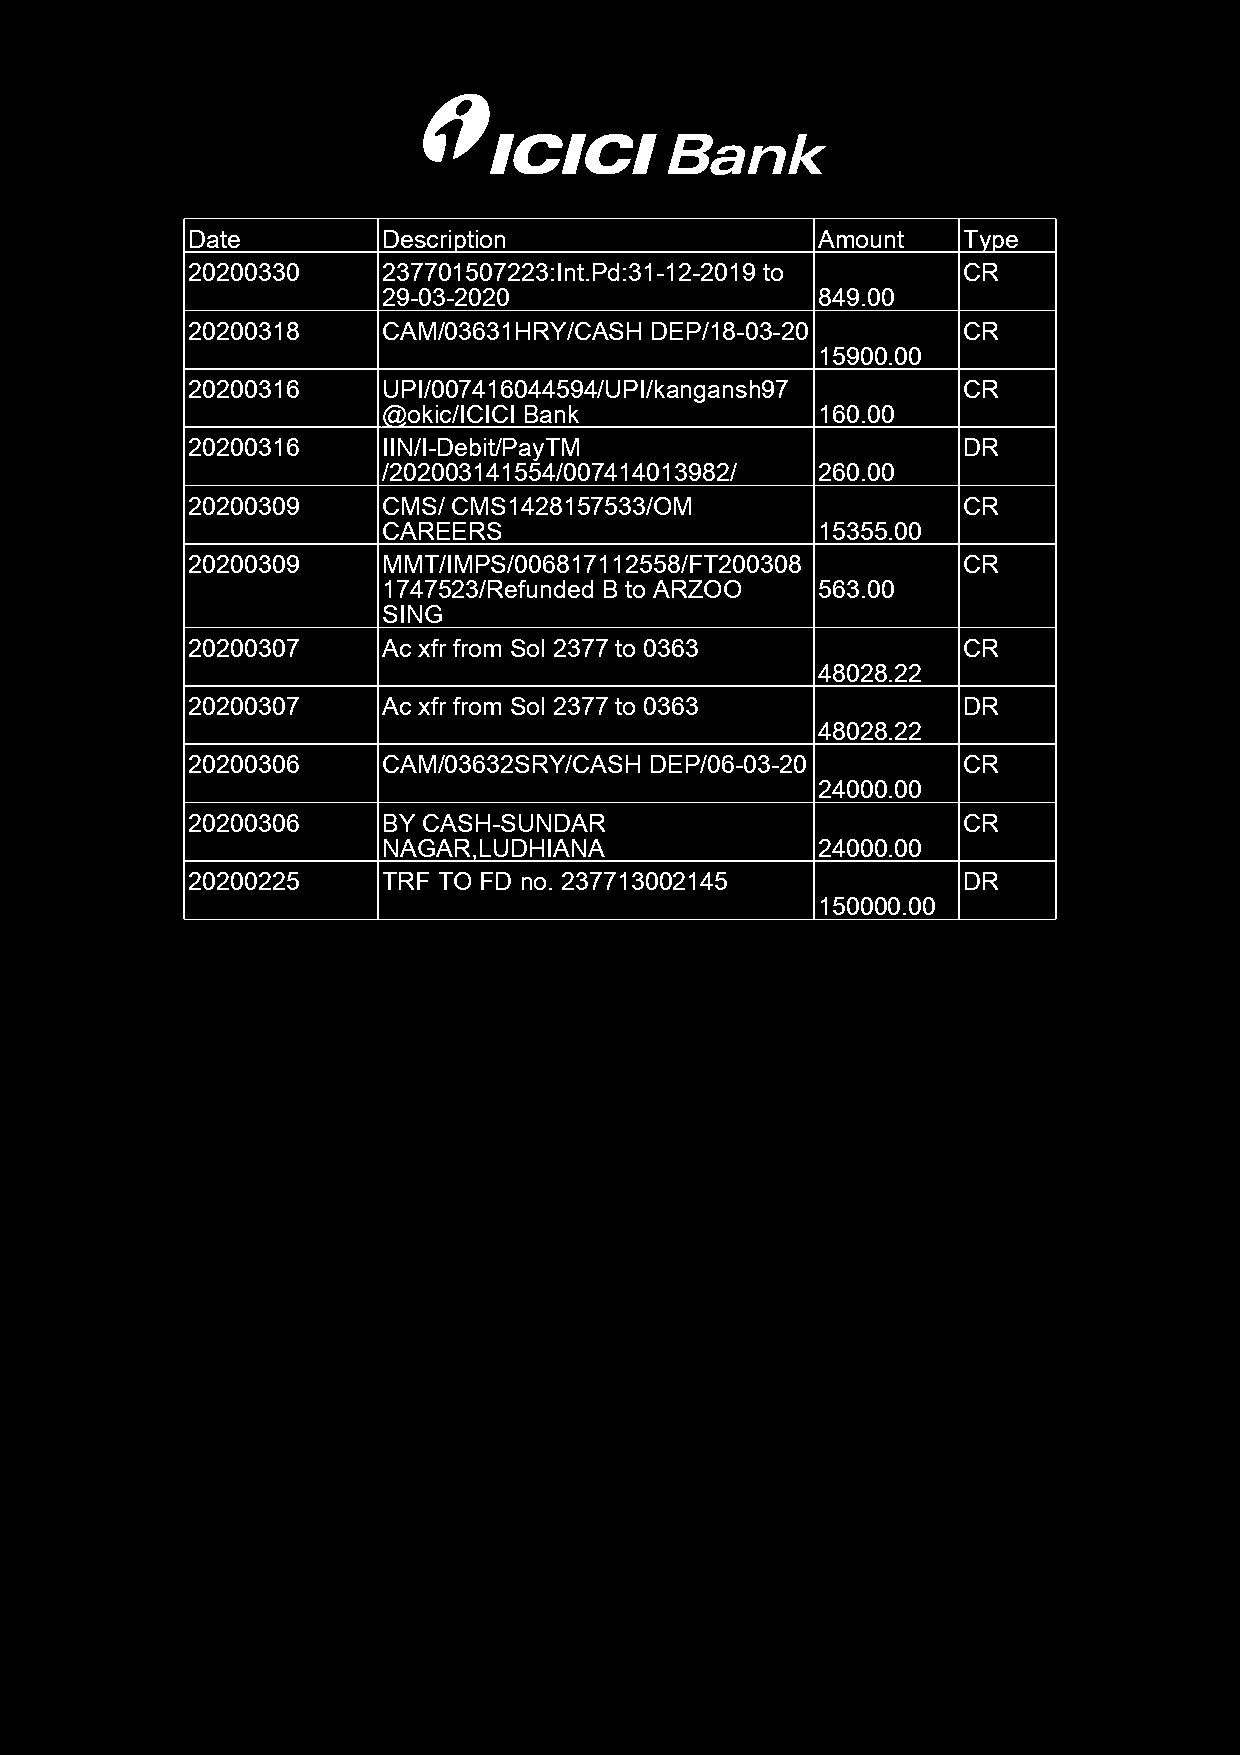 ICICI Bank
Date Description Amount Type
20200330 237701507223:Int.Pd:31-12-2019 to CR
29-03-2020 849.00
20200318 CAM/03631HRY/CASH DEP/18-03-20 CR
15900.00
20200316 UPI/007416044594/UPI/kangansh97 CR
@okic/ICICI Bank 160.00
20200316 IIN/I-Debit/PayTM DR
/202003141554/007414013982/ 260.00
20200309 CMS/ CMS1428157533/OM CR
CAREERS 15355.00
20200309 MMT/IMPS/006817112558/FT200308 CR
1747523/Refunded B to ARZOO 563.00
SING
20200307 Ac xfr from Sol 2377 to 0363 CR
48028.22
20200307 Ac xfr from Sol 2377 to 0363 DR
48028.22
20200306 CAM/03632SRY/CASH DEP/06-03-20 CR
24000.00
20200306 BY CASH-SUNDAR CR
NAGAR,LUDHIANA 24000.00
20200225 TRF TO FD no. 237713002145 DR
150000.00